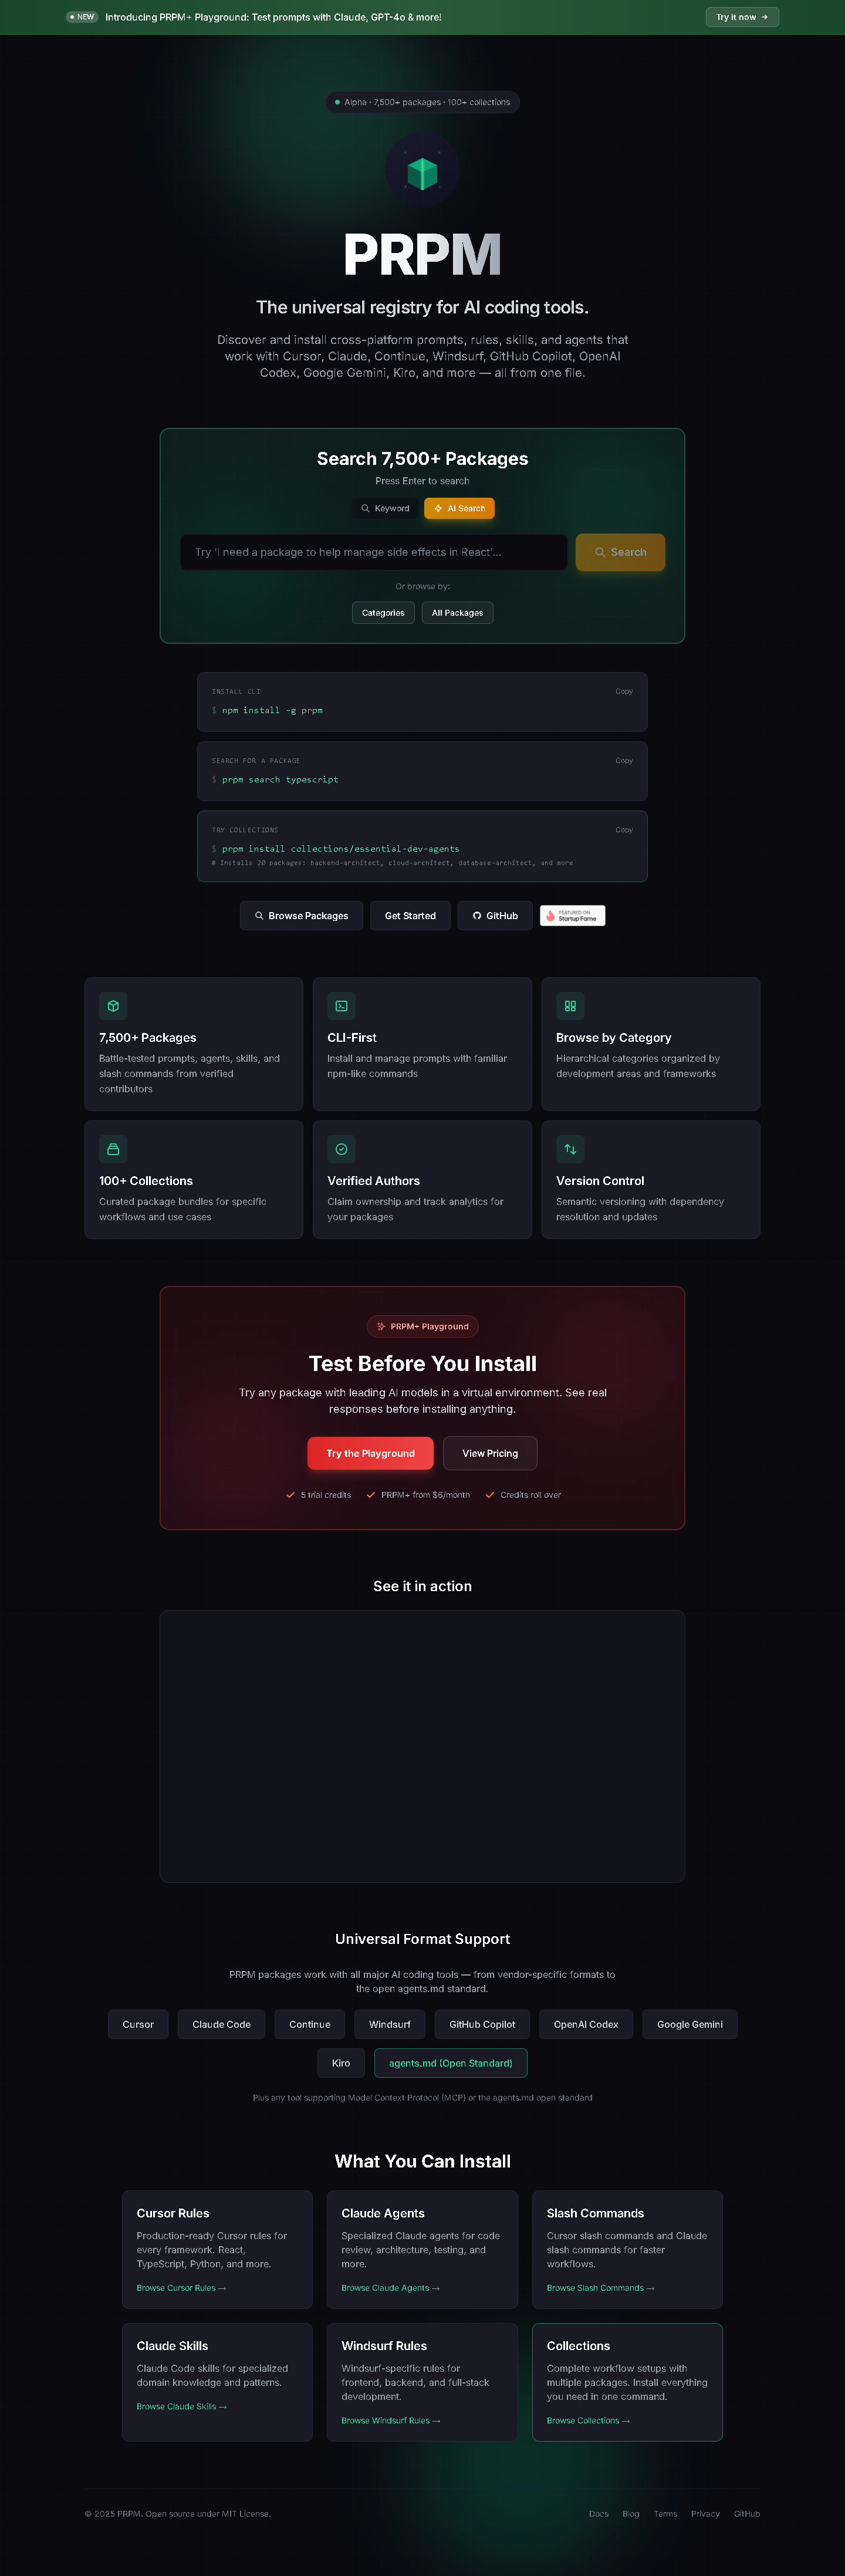 NEW Introducing PRPM+ Playground: Test prompts with Claude, GPT-4o & more! Try it now →
Alpha · 7,500+ packages · 100+ collections
PRPM
The universal registry for AI coding tools.
Discover and install cross-platform prompts, rules, skills, and agents that
work with Cursor, Claude, Continue, Windsurf, GitHub Copilot, OpenAI
Codex, Google Gemini, Kiro, and more — all from one file.
Search 7,500+ Packages
Press Enter to search
Keyword AI Search
Try 'I need a package to help manage side effects in React'... Search
Or browse by:
Categories All Packages
INSTALL CLI Copy
$ npm install -g prpm
SEARCH FOR A PACKAGE Copy
$ prpm search typescript
TRY COLLECTIONS Copy
$ prpm install collections/essential-dev-agents
# Installs 20 packages: backend-architect, cloud-architect, database-architect, and more
Browse Packages Get Started GitHub FEATURED ON Startup Fame
7,500+ Packages
Battle-tested prompts, agents, skills, and
slash commands from verified
contributors
CLI-First
Install and manage prompts with familiar
npm-like commands
Browse by Category
Hierarchical categories organized by
development areas and frameworks
100+ Collections
Curated package bundles for specific
workflows and use cases
Verified Authors
Claim ownership and track analytics for
your packages
Version Control
Semantic versioning with dependency
resolution and updates
PRPM+ Playground
Test Before You Install
Try any package with leading AI models in a virtual environment. See real
responses before installing anything.
Try the Playground View Pricing
5 trial credits PRPM+ from $6/month Credits roll over
See it in action
Universal Format Support
PRPM packages work with all major AI coding tools — from vendor-specific formats to
the open agents.md standard.
Cursor Claude Code Continue Windsurf GitHub Copilot OpenAI Codex Google Gemini
Kiro agents.md (Open Standard)
Plus any tool supporting Model Context Protocol (MCP) or the agents.md open standard
What You Can Install
Cursor Rules
Production-ready Cursor rules for
every framework. React,
TypeScript, Python, and more.
Browse Cursor Rules →
Claude Agents
Specialized Claude agents for code
review, architecture, testing, and
more.
Browse Claude Agents →
Slash Commands
Cursor slash commands and Claude
slash commands for faster
workflows.
Browse Slash Commands →
Claude Skills
Claude Code skills for specialized
domain knowledge and patterns.
Browse Claude Skills →
Windsurf Rules
Windsurf-specific rules for
frontend, backend, and full-stack
development.
Browse Windsurf Rules →
Collections
Complete workflow setups with
multiple packages. Install everything
you need in one command.
Browse Collections →
© 2025 PRPM. Open source under MIT License. Docs Blog Terms Privacy GitHub